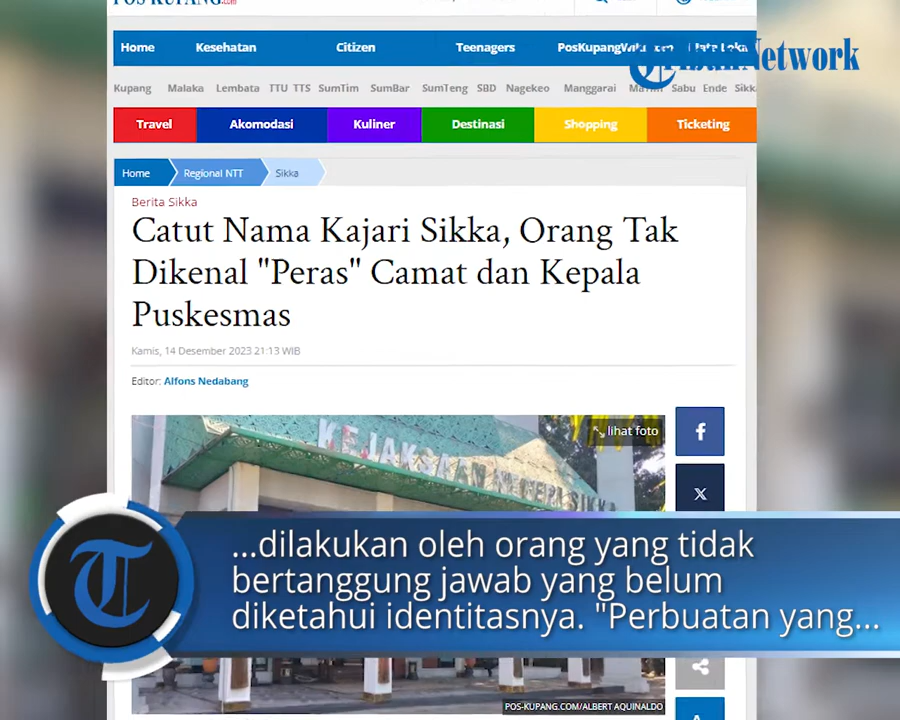 POS-KUPANG.com
Home Kesehatan Citizen Teenagers
TribunNetwork
Kupang Malaka Lembata TTU TTS SumTim SumBar SumTeng SBD Nagekeo Manggarai Sabu Ende
Travel Akomodasi Kuliner Destinasi Shopping Ticketing
Home Regional NTT Sikka
Berita Sikka
Catut Nama Kajari Sikka, Orang Tak
Dikenal "Peras" Camat dan Kepala
Puskesmas
Kamis, 14 Desember 2023 21:13 WIB
Editor: Alfons Nedabang
lihat foto
KEJAKSAAN NEGERI SIKKA
...dilakukan oleh orang yang tidak
bertanggung jawab yang belum
diketahui identitasnya. "Perbuatan yang...
POS-KUPANG.COM/ALBERT AQUINALDO